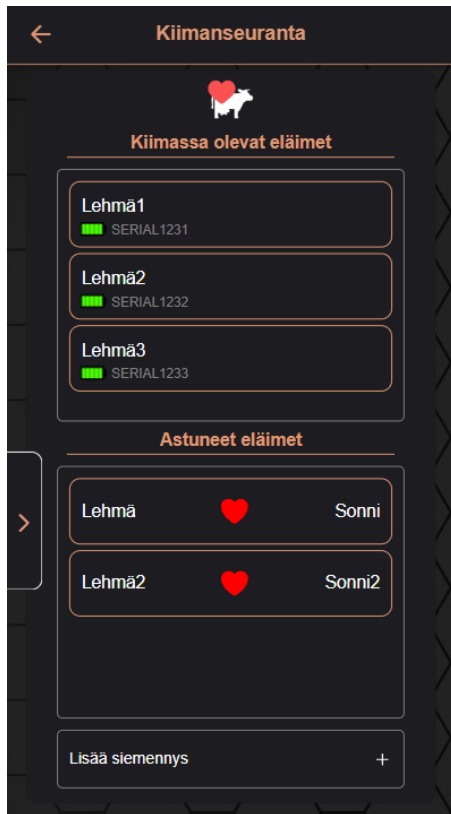 Kiimanseuranta
Kiimassa olevat eläimet
Lehmä1
SERIAL1231
Lehmä2
SERIAL1232
Lehmä3
SERIAL1233
Astuneet eläimet
Lehmä Sonni
Lehmä2 Sonni2
Lisää siemennys +